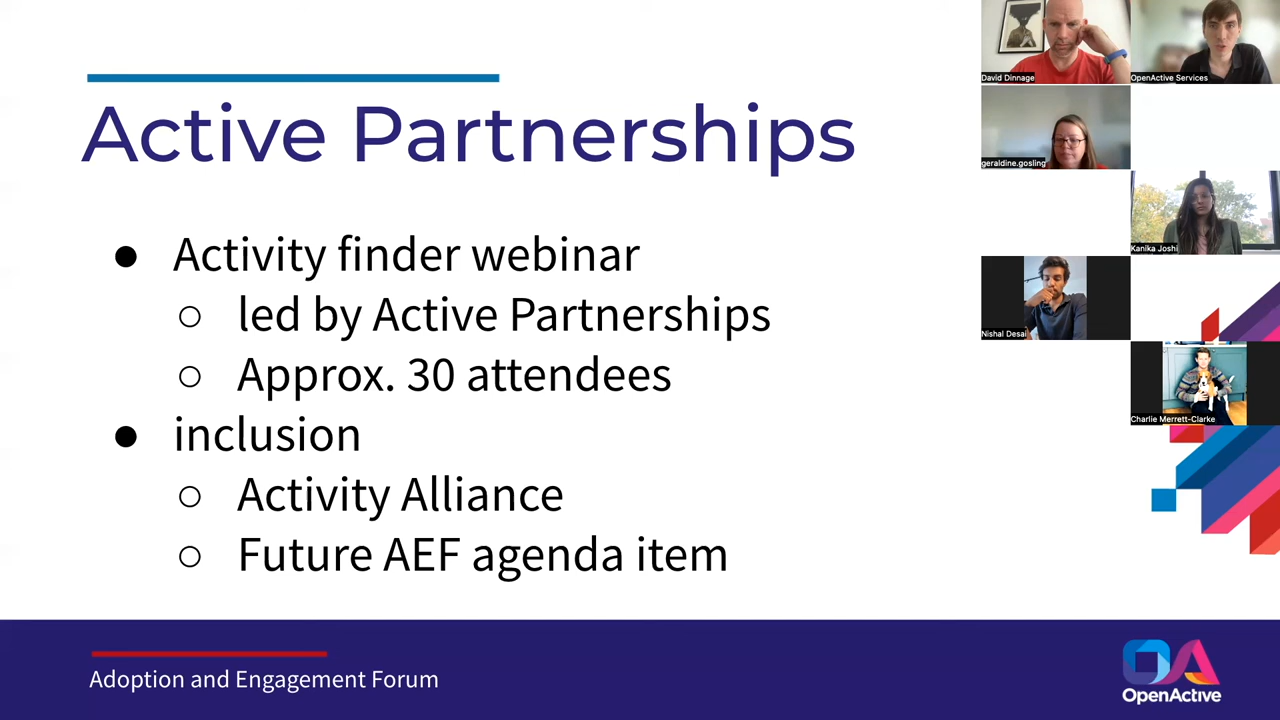 Active Partnerships
● Activity finder webinar
○ led by Active Partnerships
○ Approx. 30 attendees
● inclusion
○ Activity Alliance
○ Future AEF agenda item
Adoption and Engagement Forum
OpenActive
David Dinnage
OpenActive Services
geraldine.gosling
Kanika Joshi
Nishal Desai
Charlie Merrett-Clarke